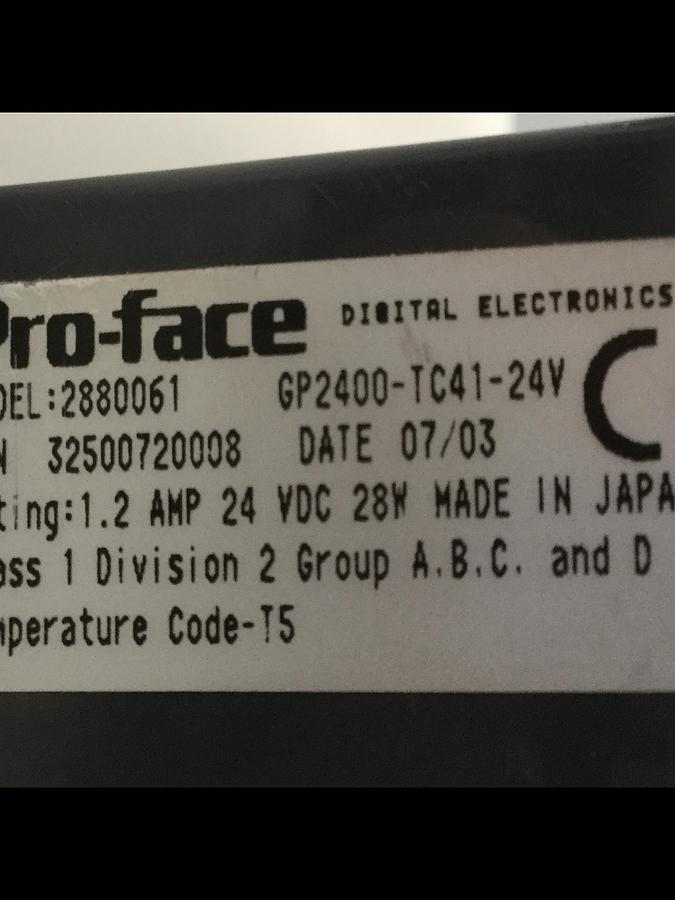 Pro-face DIGITAL ELECTRONICS
DEL:2880061 GP2400-TC41-24V
N 32500720008 DATE 07/03
ting:1.2 AMP 24 VDC 28W MADE IN JAPA
ass 1 Division 2 Group A.B.C. and D
mperature Code-T5